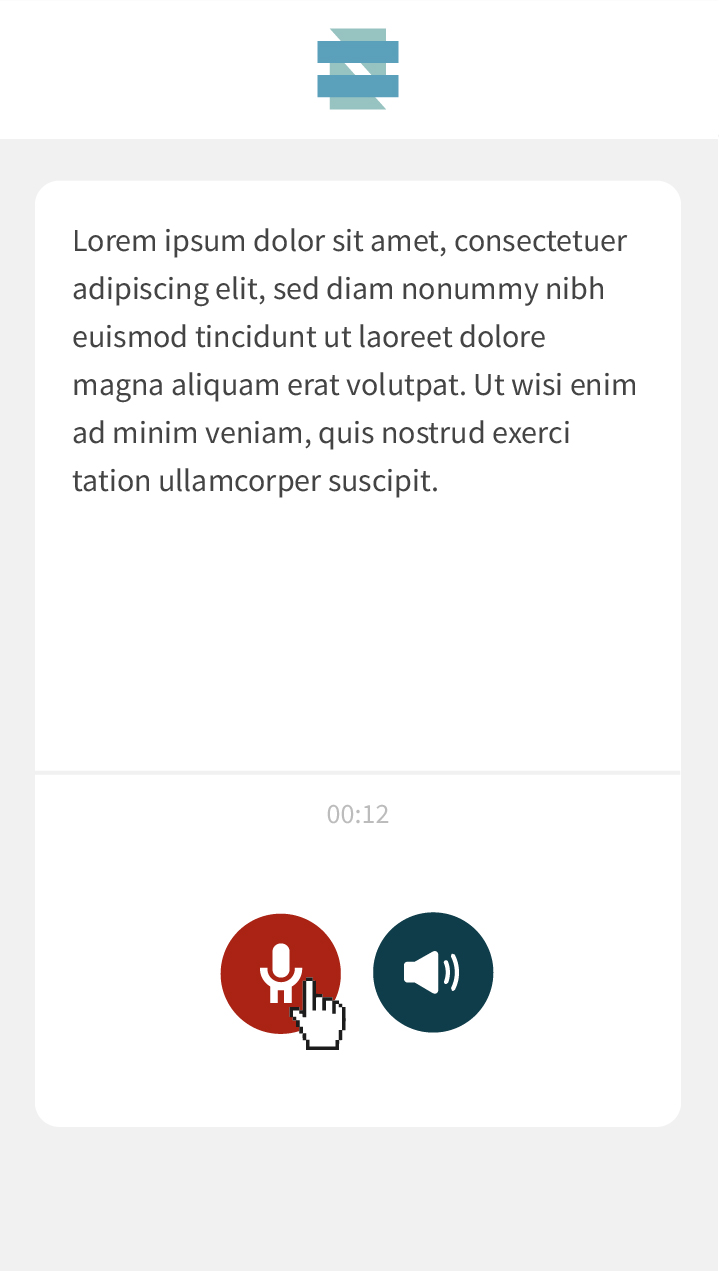 Lorem ipsum dolor sit amet, consectetuer
adipiscing elit, sed diam nonummy nibh
euismod tincidunt ut laoreet dolore
magna aliquam erat volutpat. Ut wisi enim
ad minim veniam, quis nostrud exerci
tation ullamcorper suscipit.
00:12